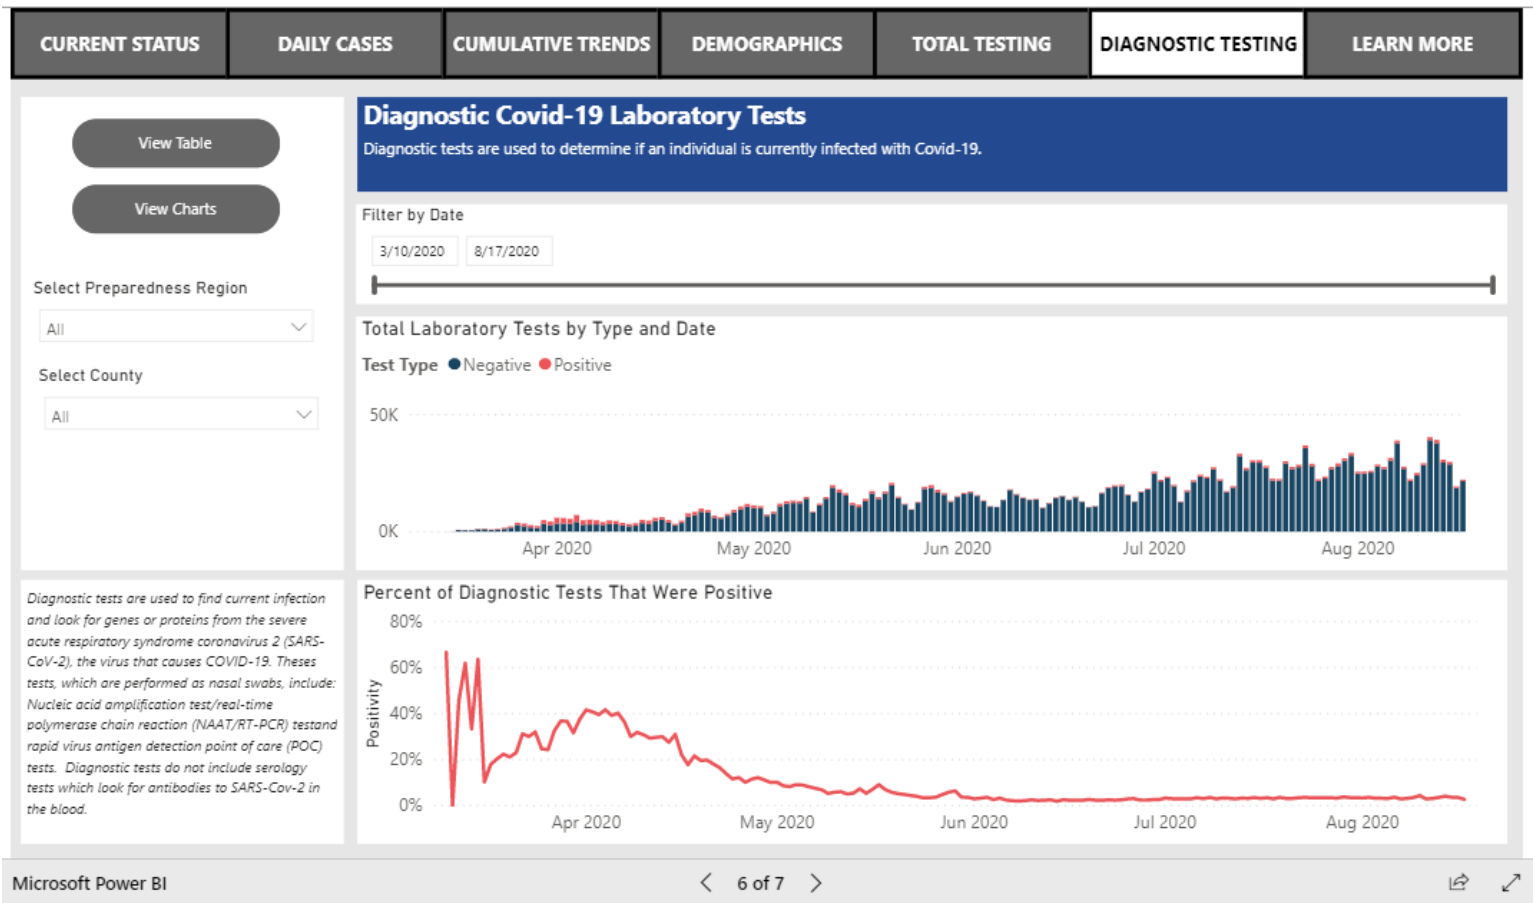 CURRENT STATUS
DAILY CASES
CUMULATIVE TRENDS
DEMOGRAPHICS
TOTAL TESTING
DIAGNOSTIC TESTING
LEARN MORE
View Table
View Charts
Select Preparedness Region
All
Select County
All
Diagnostic tests are used to find current infection
and look for genes or proteins from the severe
acute respiratory syndrome coronavirus 2 (SARS-
CoV-2), the virus that causes COVID-19. Theses
tests, which are performed as nasal swabs, include:
Nucleic acid amplification test/real-time
polymerase chain reaction (NAAT/RT-PCR) testand
rapid virus antigen detection point of care (POC)
tests.  Diagnostic tests do not include serology
tests which look for antibodies to SARS-Cov-2 in
the blood.
Diagnostic Covid-19 Laboratory Tests
Diagnostic tests are used to determine if an individual is currently infected with Covid-19.
Filter by Date
3/10/2020
8/17/2020
Total Laboratory Tests by Type and Date
Test Type Negative Positive
50K
0K
Apr 2020 May 2020 Jun 2020 Jul 2020 Aug 2020
Percent of Diagnostic Tests That Were Positive
Positivity
80%
60%
40%
20%
0%
Apr 2020 May 2020 Jun 2020 Jul 2020 Aug 2020
Microsoft Power BI
6 of 7